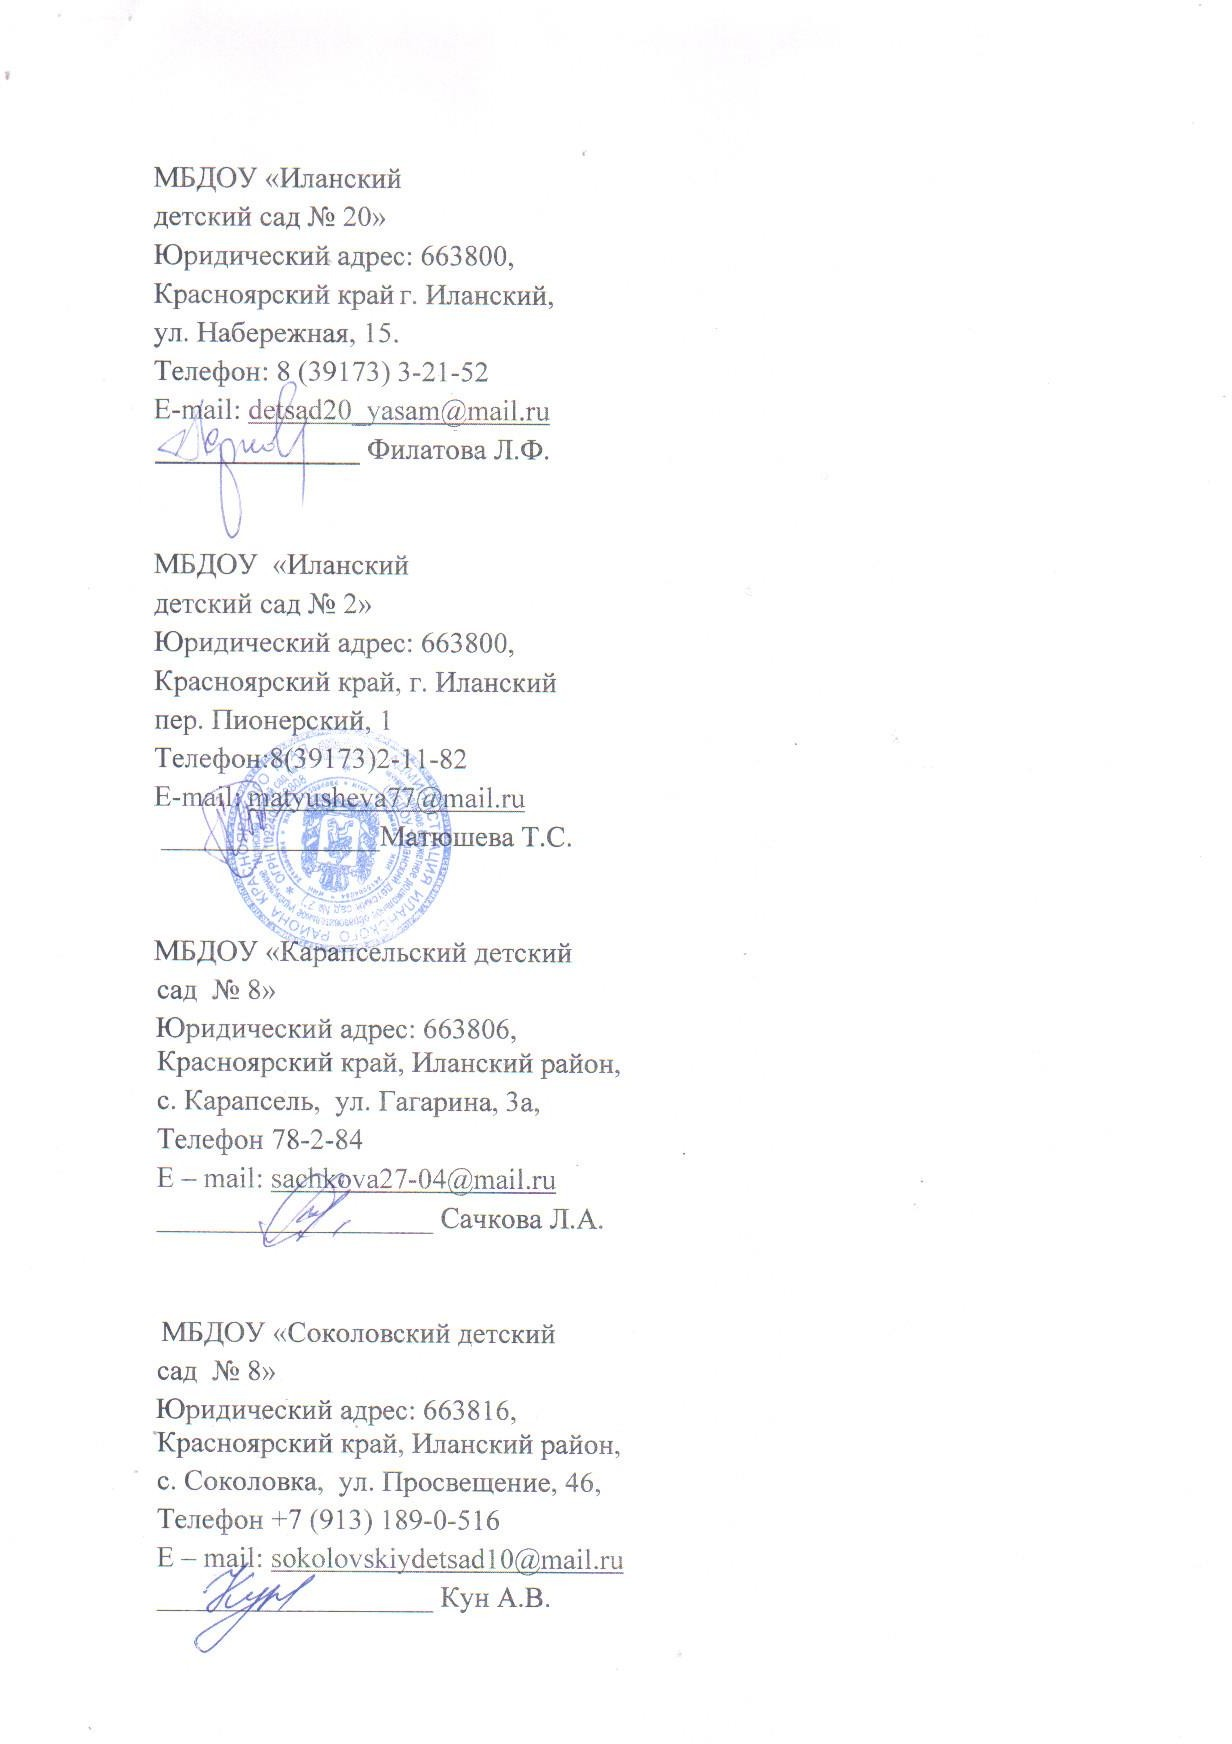 МБДОУ «Иланский
детский сад № 20»
Юридический адрес: 663800,
Красноярский край г. Иланский,
ул. Набережная, 15.
Телефон: 8 (39173) 3-21-52
E-mail: detsad20_yasam@mail.ru
Филатова Л.Ф.
МБДОУ «Иланский
детский сад № 2»
Юридический адрес: 663800,
Красноярский край, г. Иланский
пер. Пионерский, 1
Телефон:8(39173)2-11-82
E-mail: matyusheva77@mail.ru
Матюшева Т.С.
МБДОУ «Карапсельский детский
сад № 8»
Юридический адрес: 663806,
Красноярский край, Иланский район,
с. Карапсель, ул. Гагарина, 3а,
Телефон 78-2-84
E – mail: sachkova27-04@mail.ru
Сачкова Л.А.
МБДОУ «Соколовский детский
сад № 8»
Юридический адрес: 663816,
Красноярский край, Иланский район,
с. Соколовка, ул. Просвещение, 46,
Телефон +7 (913) 189-0-516
E – mail: sokolovskiydetsad10@mail.ru
Кун А.В.